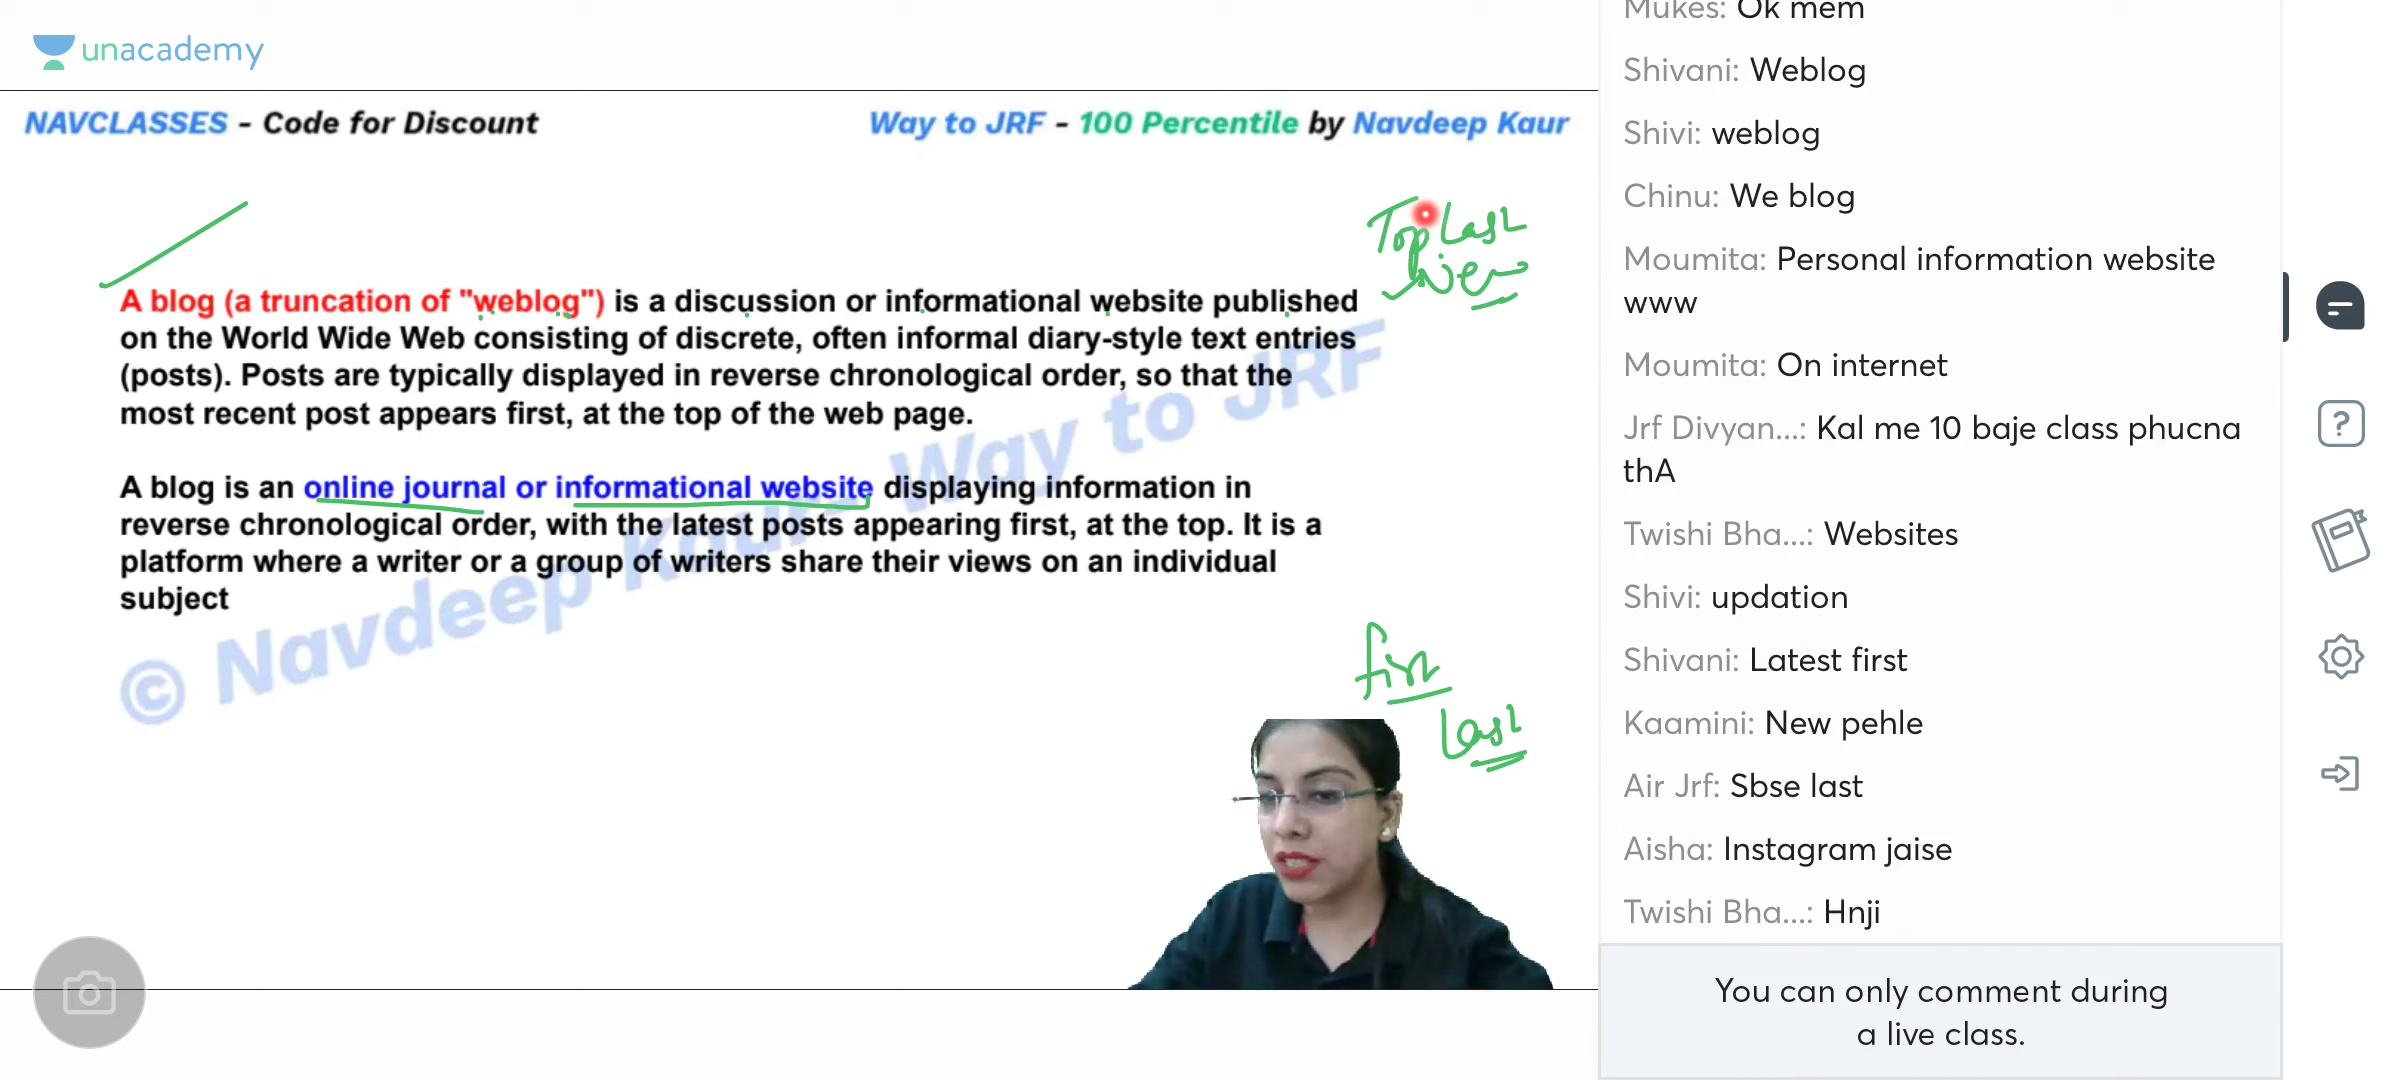 unacademy
NAVCLASSES - Code for Discount
Way to JRF - 100 Percentile by Navdeep Kaur
Top Last
View
A blog (a truncation of "weblog") is a discussion or informational website published
on the World Wide Web consisting of discrete, often informal diary-style text entries
(posts). Posts are typically displayed in reverse chronological order, so that the
most recent post appears first, at the top of the web page.
A blog is an online journal or informational website displaying information in
reverse chronological order, with the latest posts appearing first, at the top. It is a
platform where a writer or a group of writers share their views on an individual
subject
© Navdeep Kaur - Way to JRF
Last
Mukes: Ok mem
Shivani: Weblog
Shivi: weblog
Chinu: We blog
Moumita: Personal information website
www
Moumita: On internet
Jrf Divyan...: Kal me 10 baje class phucna
thA
Twishi Bha...: Websites
Shivi: updation
Shivani: Latest first
Kaamini: New pehle
Air Jrf: Sbse last
Aisha: Instagram jaise
Twishi Bha...: Hnji
You can only comment during
a live class.